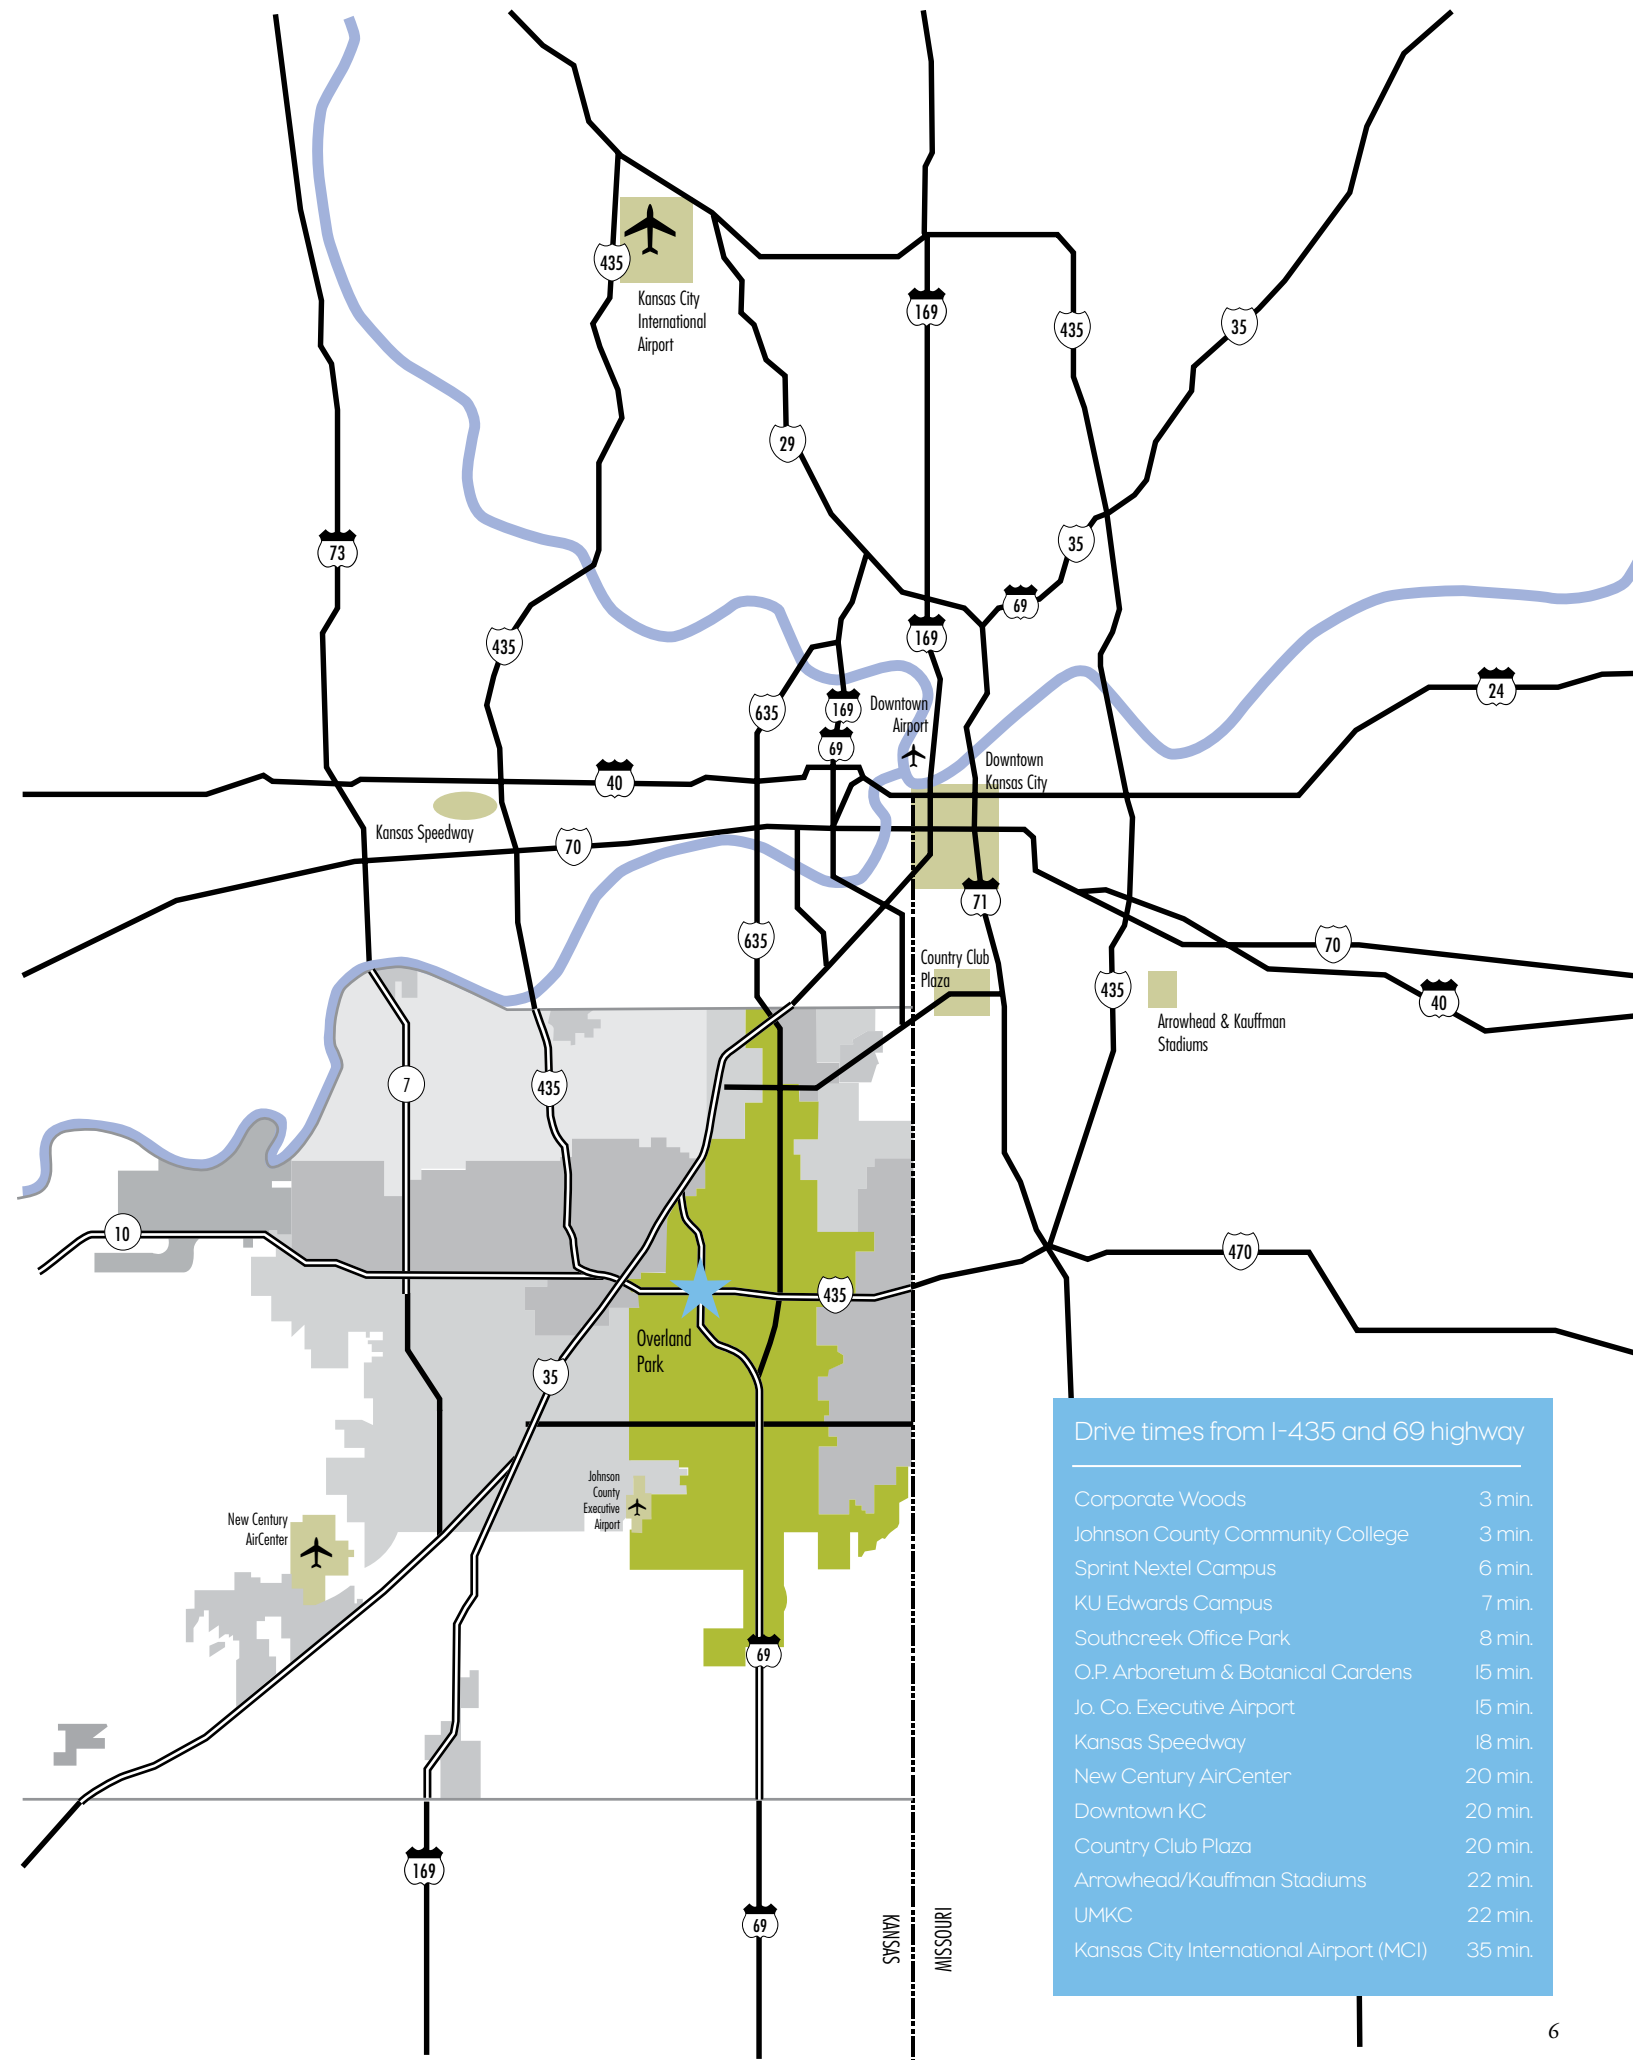 435
Kansas City
International
Airport
169
435
35
29
73
35
69
435
169
24
635
169
Downtown
Airport
69
Downtown
Kansas City
40
Kansas Speedway
70
71
635
70
Country Club
Plaza
435
40
Arrowhead & Kauffman
Stadiums
7
435
10
470
435
Overland
Park
35
Johnson
County
Executive
Airport
New Century
AirCenter
69
169
69
KANSAS
MISSOURI
Drive times from I-435 and 69 highway
Corporate Woods 3 min.
Johnson County Community College 3 min.
Sprint Nextel Campus 6 min.
KU Edwards Campus 7 min.
Southcreek Office Park 8 min.
O.P. Arboretum & Botanical Gardens 15 min.
Jo. Co. Executive Airport 15 min.
Kansas Speedway 18 min.
New Century AirCenter 20 min.
Downtown KC 20 min.
Country Club Plaza 20 min.
Arrowhead/Kauffman Stadiums 22 min.
UMKC 22 min.
Kansas City International Airport (MCI) 35 min.
6